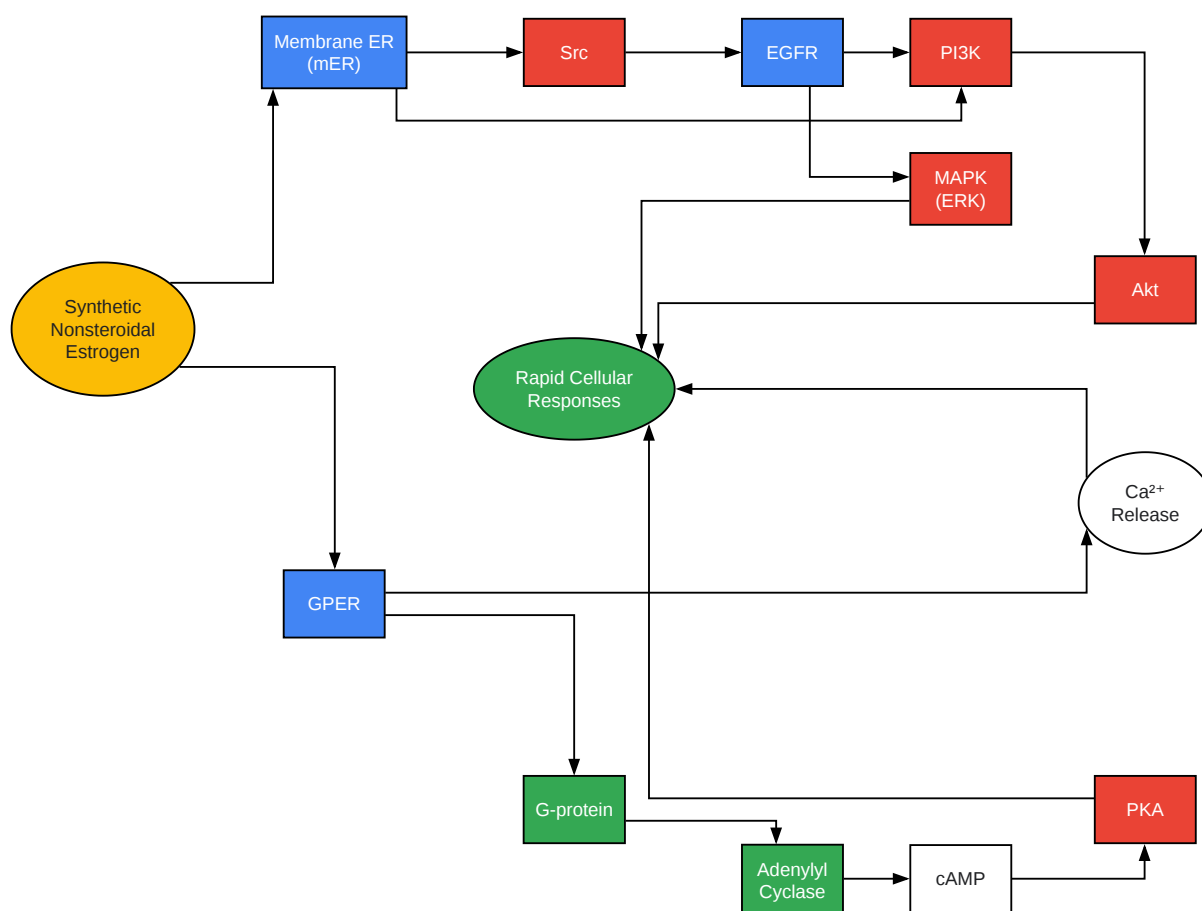 Membrane ER
(mER)
Src
EGFR
PI3K
MAPK
(ERK)
Synthetic
Nonsteroidal
Estrogen
Akt
Rapid Cellular
Responses
Ca²⁺
Release
GPER
G-protein
PKA
Adenylyl
Cyclase
cAMP